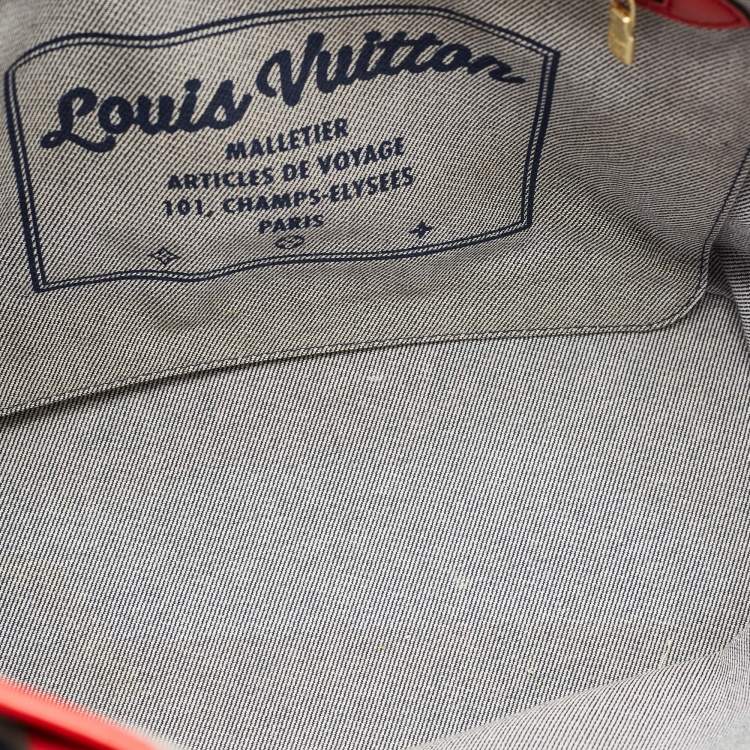 Louis Vuitton
MALLETIER
ARTICLES DE VOYAGE
101, CHAMPS-ELYSEES
PARIS